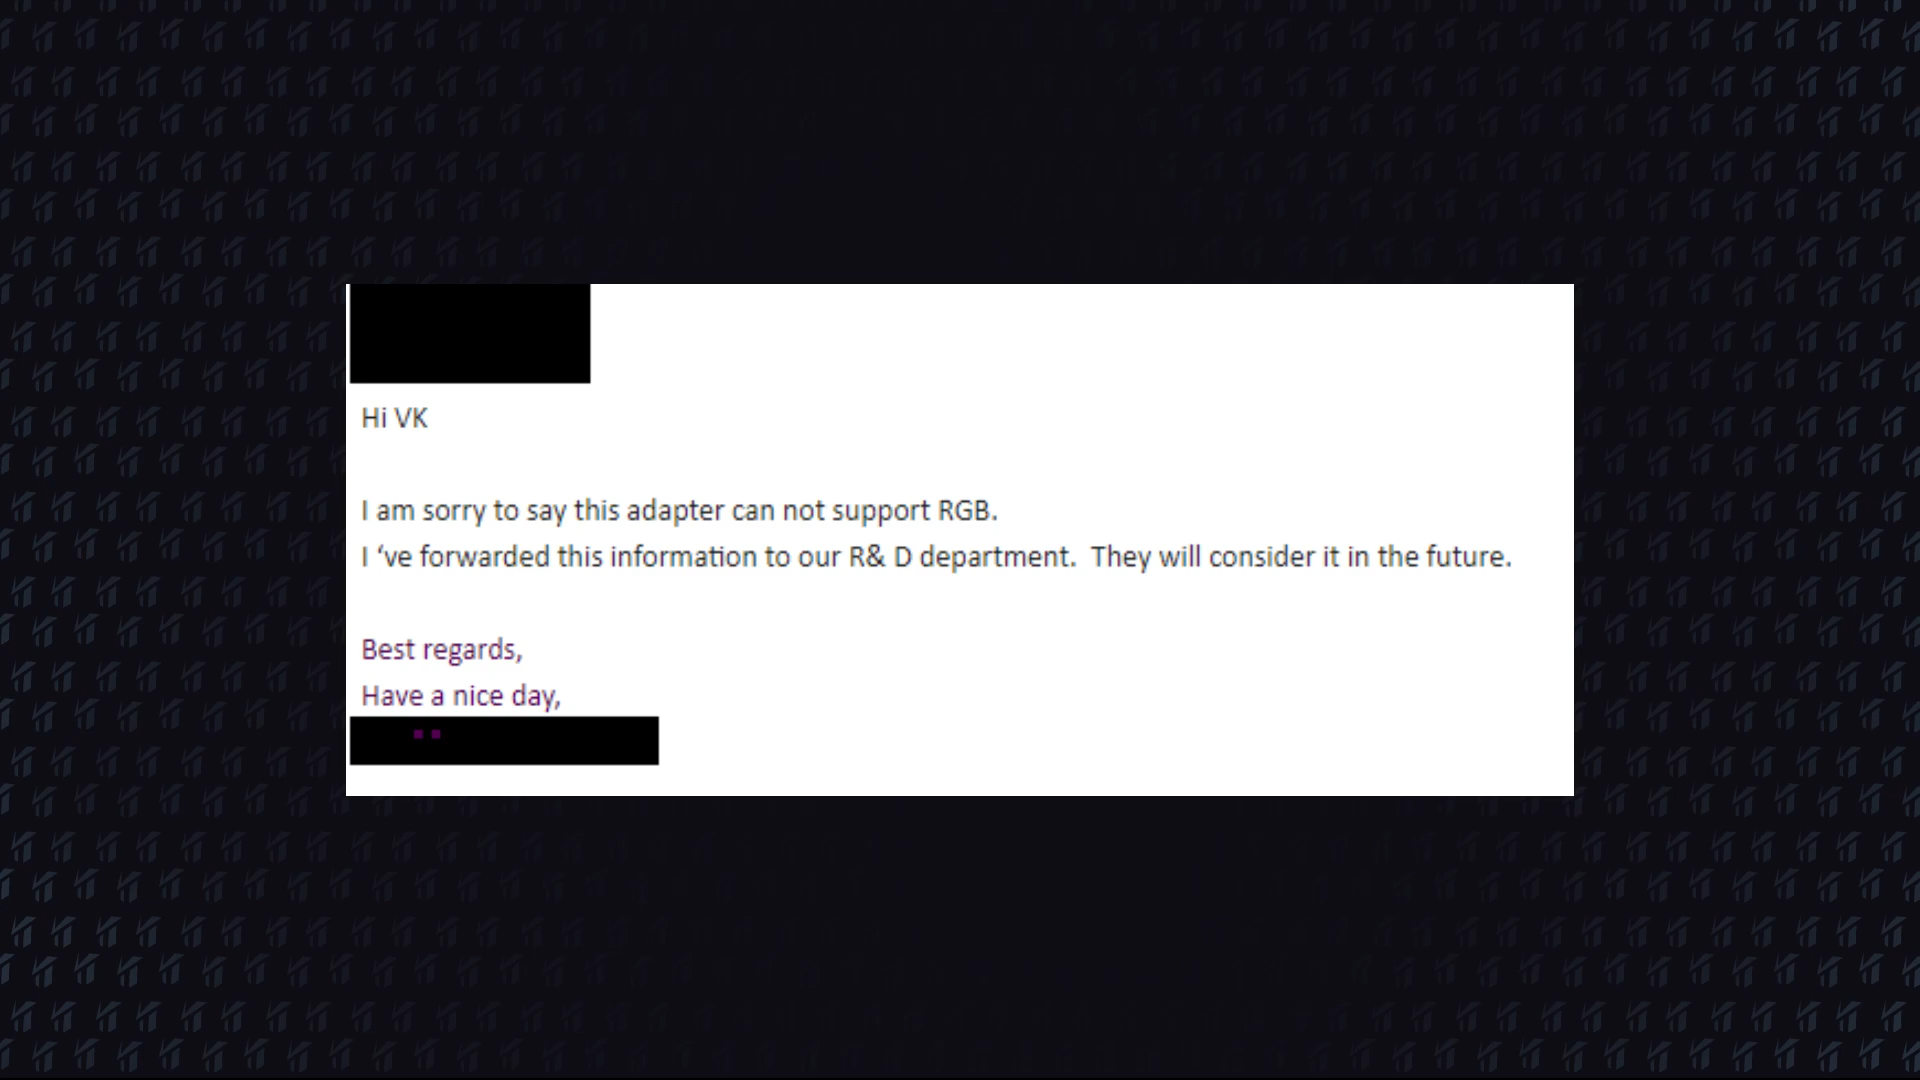 Hi VK
I am sorry to say this adapter can not support RGB.
I ‘ve forwarded this information to our R& D department.  They will consider it in the future.
Best regards,
Have a nice day,